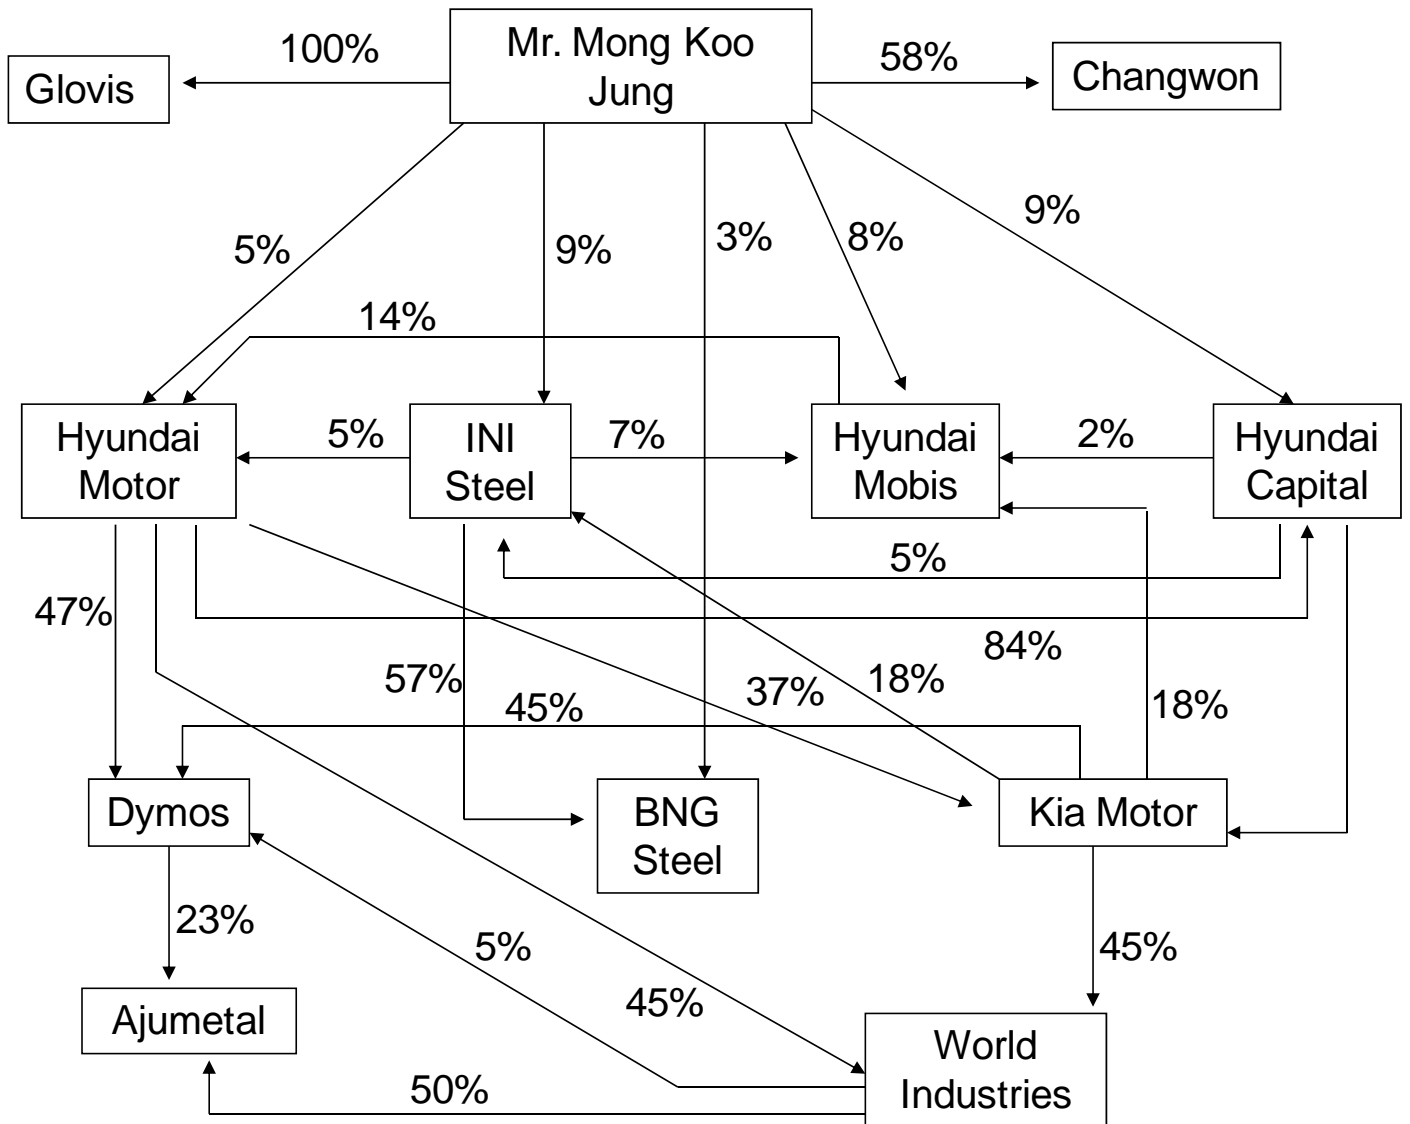 Mr. Mong Koo
Jung
100%
58%
Glovis
Changwon
5%
9%
3%
8%
9%
14%
Hyundai
Motor
5%
INI
Steel
7%
Hyundai
Mobis
2%
Hyundai
Capital
5%
47%
84%
57%
37%
18%
45%
18%
Dymos
BNG
Steel
Kia Motor
23%
5%
45%
45%
Ajumetal
World
Industries
50%